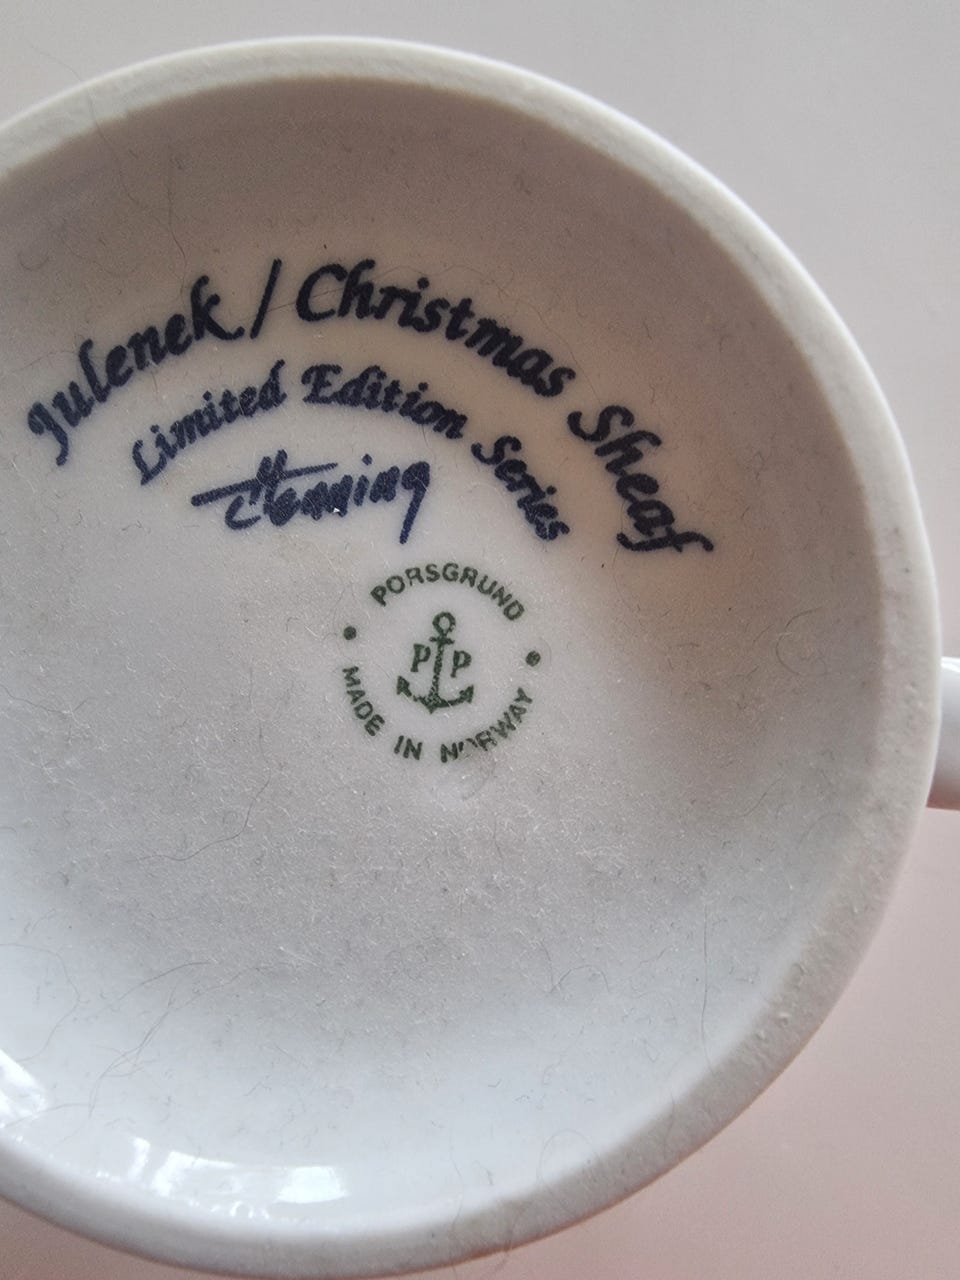 Julenek / Christmas Sheaf
Limited Edition Series
Henning
PORSGRUND
P P
MADE IN NORWAY